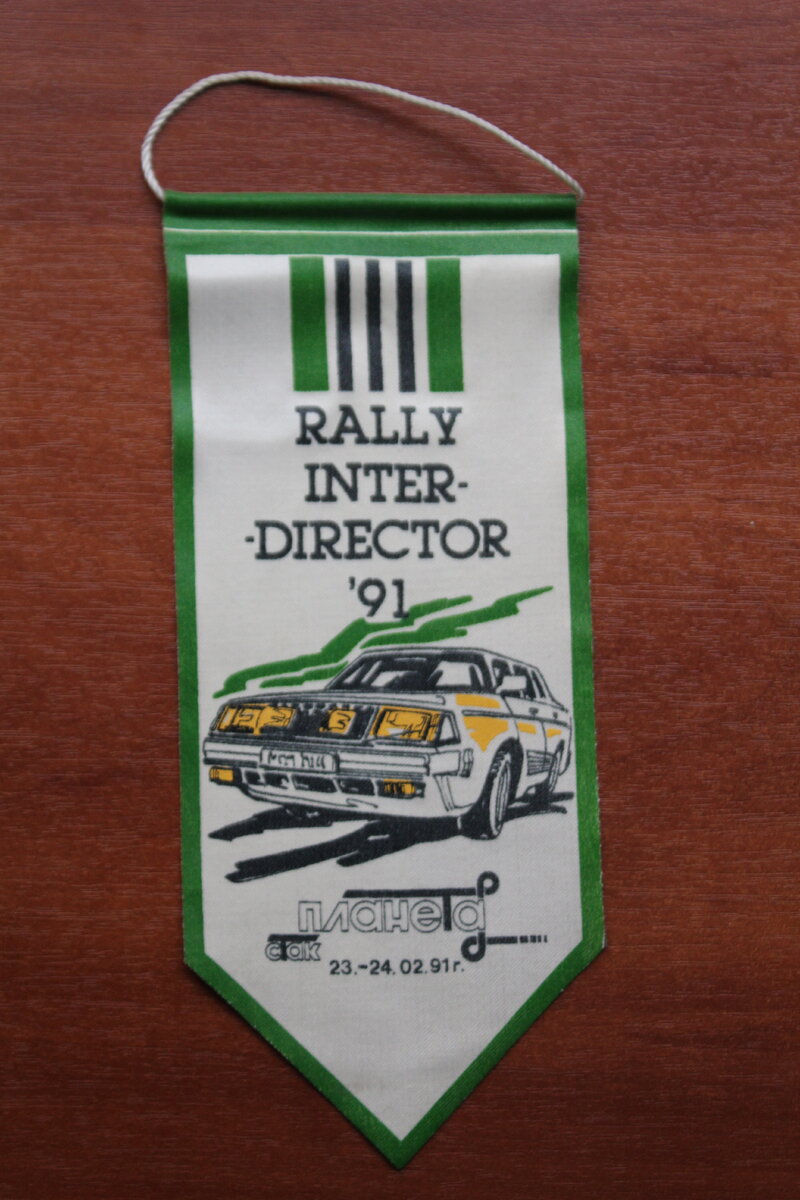 RALLY
INTER-
-DIRECTOR
'91
планета
стак
23.-24.02.91г.